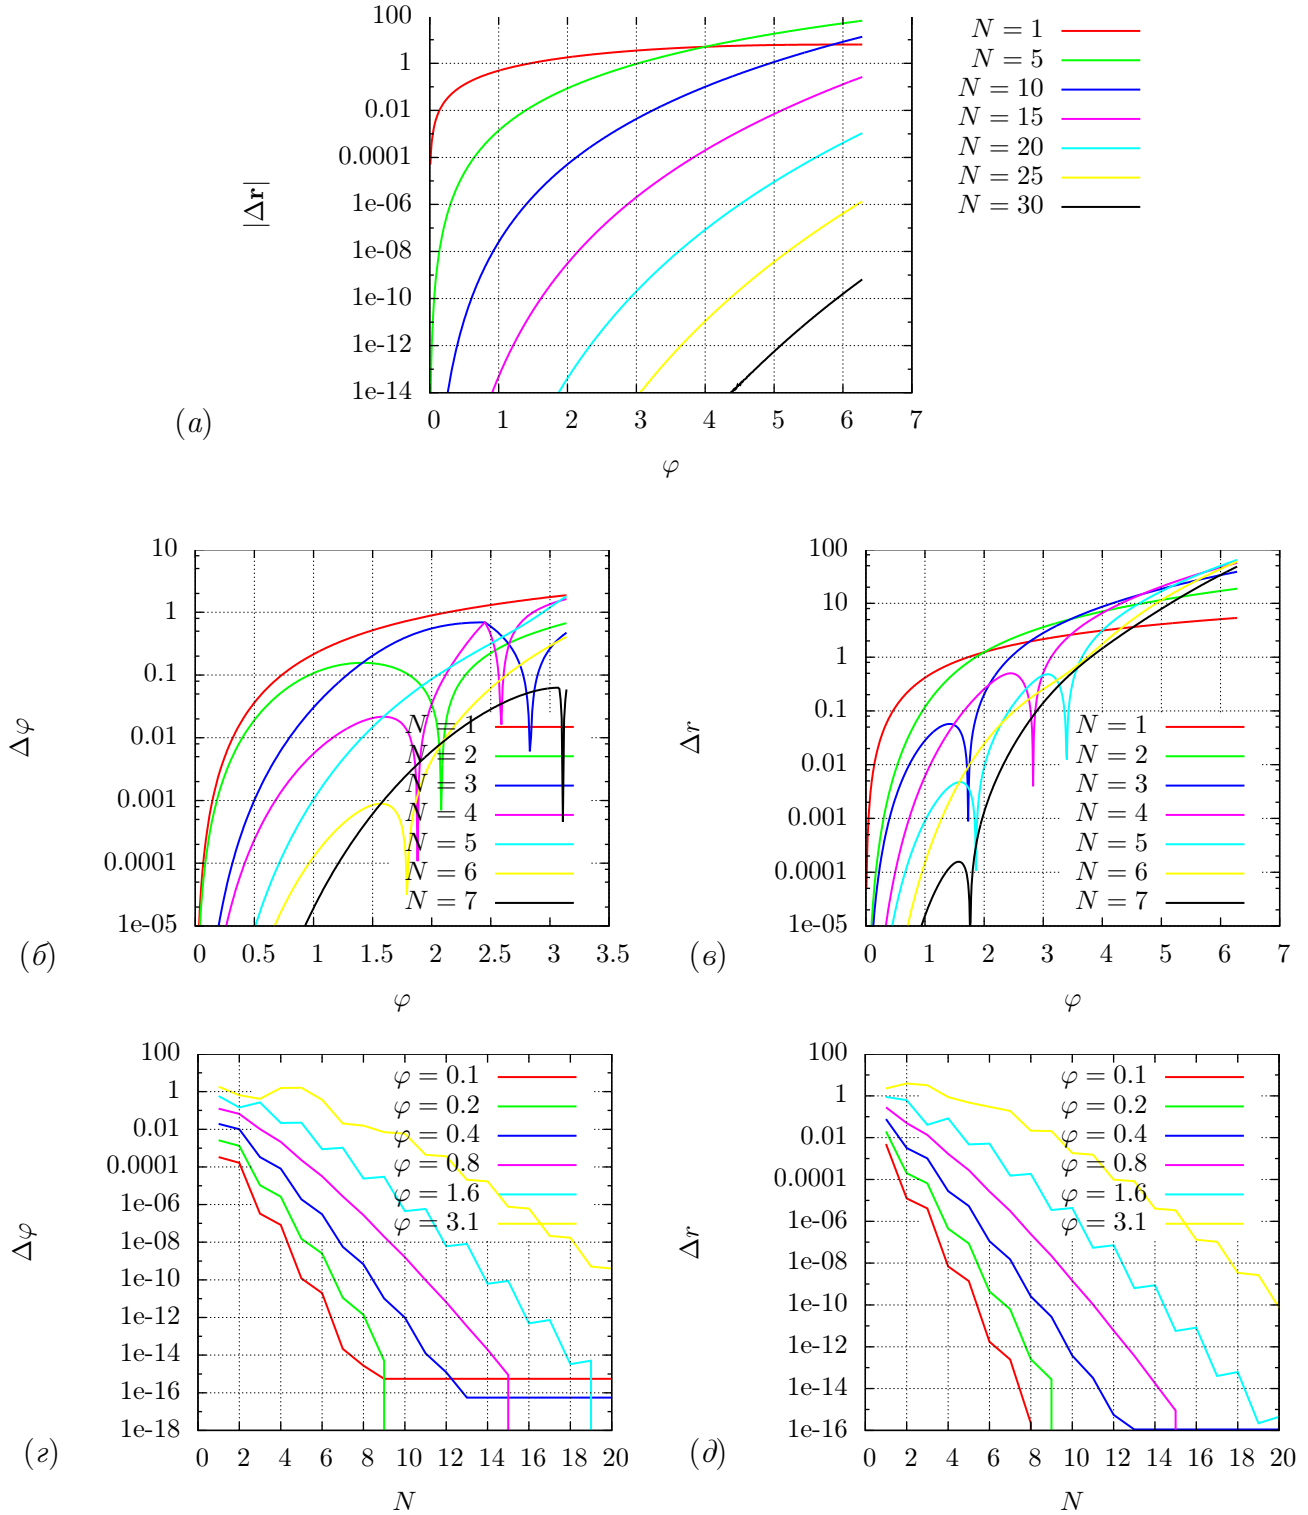 100
1
0.01
0.0001
1e-06
1e-08
1e-10
1e-12
1e-14
0 1 2 3 4 5 6 7
|Δr|
φ
(а)
N = 1
N = 5
N = 10
N = 15
N = 20
N = 25
N = 30
10
1
0.1
0.01
0.001
0.0001
1e-05
0 0.5 1 1.5 2 2.5 3 3.5
Δφ
φ
(б)
N = 1
N = 2
N = 3
N = 4
N = 5
N = 6
N = 7
100
10
1
0.1
0.01
0.001
0.0001
1e-05
0 1 2 3 4 5 6 7
Δr
φ
(в)
N = 1
N = 2
N = 3
N = 4
N = 5
N = 6
N = 7
100
1
0.01
0.0001
1e-06
1e-08
1e-10
1e-12
1e-14
1e-16
1e-18
0 2 4 6 8 10 12 14 16 18 20
Δφ
N
(г)
φ = 0.1
φ = 0.2
φ = 0.4
φ = 0.8
φ = 1.6
φ = 3.1
100
1
0.01
0.0001
1e-06
1e-08
1e-10
1e-12
1e-14
1e-16
0 2 4 6 8 10 12 14 16 18 20
Δr
N
(д)
φ = 0.1
φ = 0.2
φ = 0.4
φ = 0.8
φ = 1.6
φ = 3.1